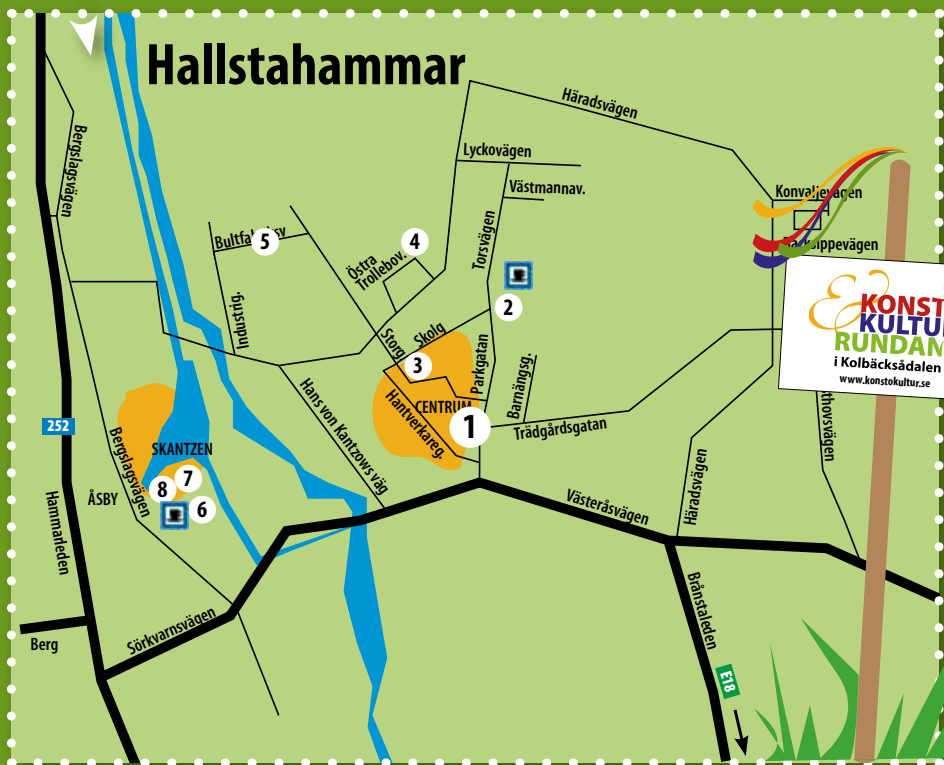 Hallstahammar
Häradsvägen
Lyckovägen
Västmannav.
Konvaljevägen
Bergslagsvägen
Torsvägen
5
4
Östra
Trollebov.
Industrig.
2
Storg
Skolg
3
Parkgatan
Barnängsg.
CENTRUM
1
Hantverkareg.
Trädgårdsgatan
Hans von Kantzows väg
KONST
KULTUR
RUNDAN
i Kolbäcksådalen
www.konstokultur.se
252
SKANTZEN
Bergslagsvägen
7
8
6
ÅSBY
Hammarleden
Västeråsvägen
Häradsvägen
Brånstaleden
Sörkvarnsvägen
Berg
E18